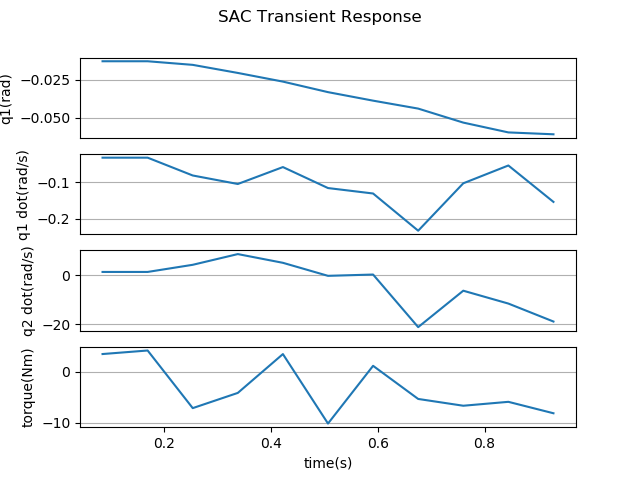 SAC Transient Response
q1(rad)
−0.025
−0.050
q1 dot(rad/s)
−0.1
−0.2
q2 dot(rad/s)
0
−20
torque(Nm)
0
−10
0.2 0.4 0.6 0.8
time(s)